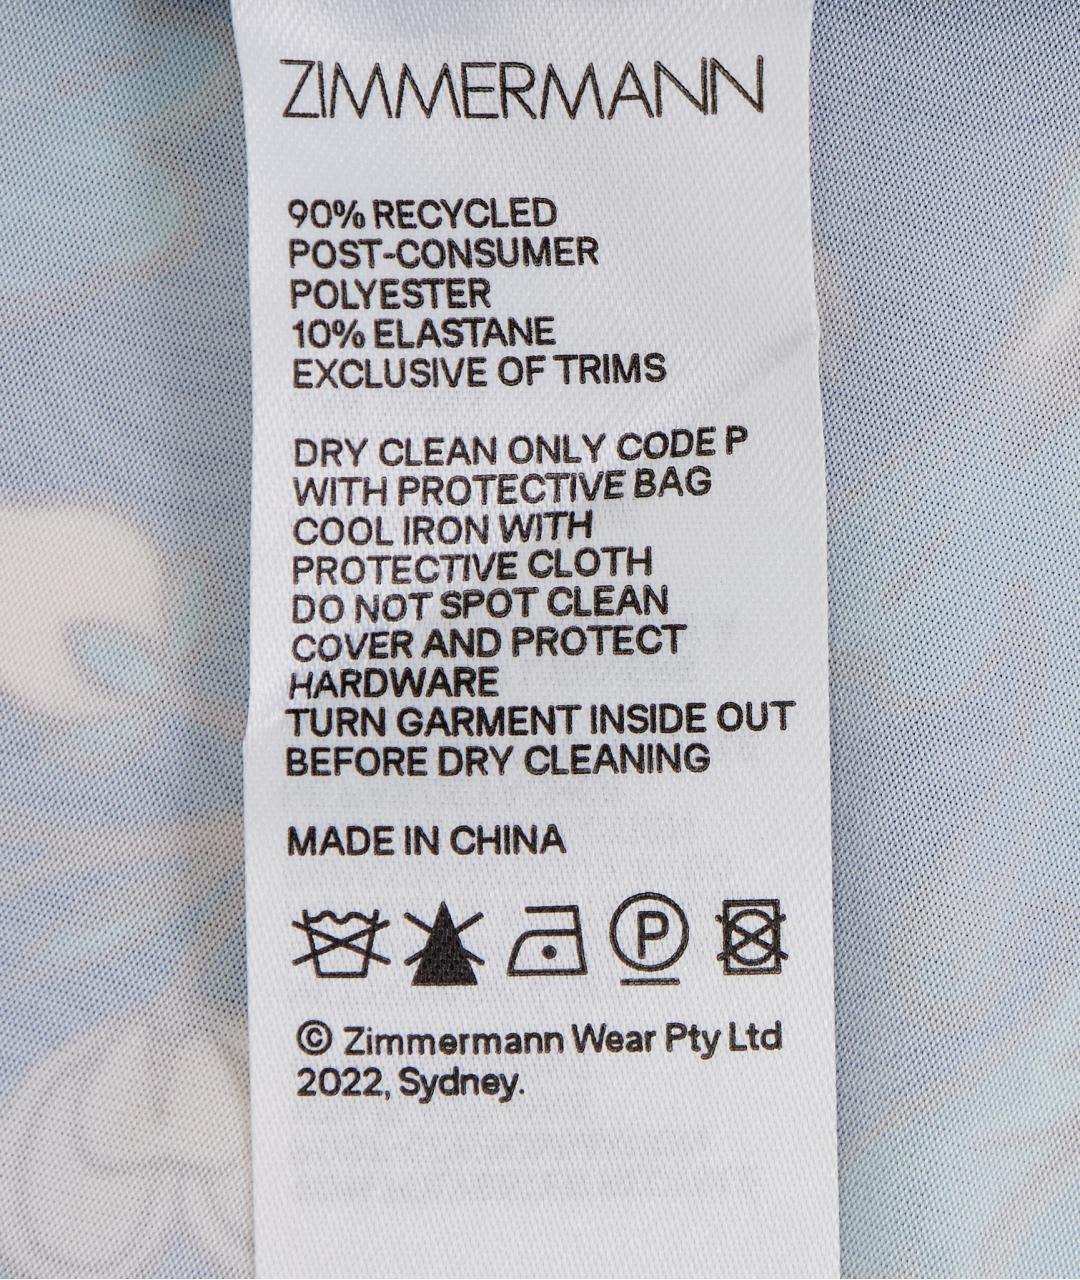 ZIMMERMANN
90% RECYCLED
POST-CONSUMER
POLYESTER
10% ELASTANE
EXCLUSIVE OF TRIMS
DRY CLEAN ONLY CODE P
WITH PROTECTIVE BAG
COOL IRON WITH
PROTECTIVE CLOTH
DO NOT SPOT CLEAN
COVER AND PROTECT
HARDWARE
TURN GARMENT INSIDE OUT
BEFORE DRY CLEANING
MADE IN CHINA
P
© Zimmermann Wear Pty Ltd
2022, Sydney.